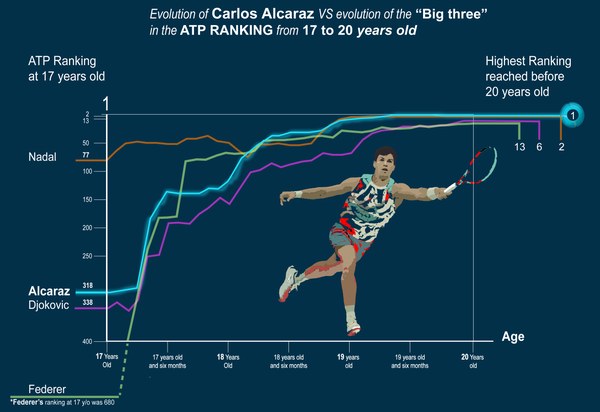 Evolution of Carlos Alcaraz VS evolution of the “Big three”
in the ATP RANKING from 17 to 20 years old
ATP Ranking
at 17 years old
Highest Ranking
reached before
20 years old
1
2
13
50
Nadal
77
100
150
200
250
Alcaraz
318
Djokovic
338
400
1
13
6
2
Age
17 Years
Old
17 years old
and six months
18 Years
Old
18 years old
and six months
19
years old
19 years old
and six months
20 Years
old
Federer
*Federer's ranking at 17 y/o was 680